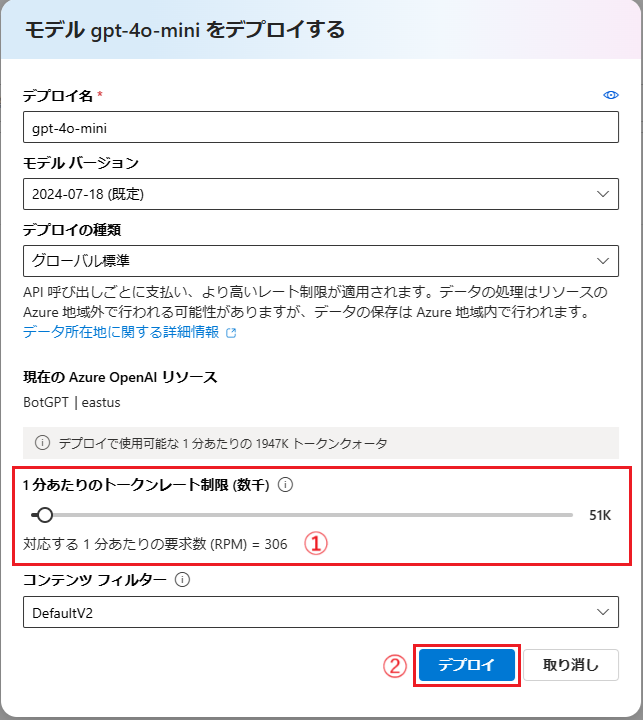 モデル gpt-4o-mini をデプロイする
デプロイ名 *
gpt-4o-mini
モデル バージョン
2024-07-18 (既定)
デプロイの種類
グローバル標準
API 呼び出しごとに支払い、より高いレート制限が適用されます。データの処理はリソースの
Azure 地域外で行われる可能性がありますが、データの保存は Azure 地域内で行われます。
データ所在地に関する詳細情報
現在の Azure OpenAI リソース
BotGPT | eastus
デプロイで使用可能な 1 分あたりの 1947K トークンクォータ
1 分あたりのトークンレート制限 (数千)
51K
対応する 1 分あたりの要求数 (RPM) = 306 ①
コンテンツ フィルター
DefaultV2
② デプロイ 取り消し